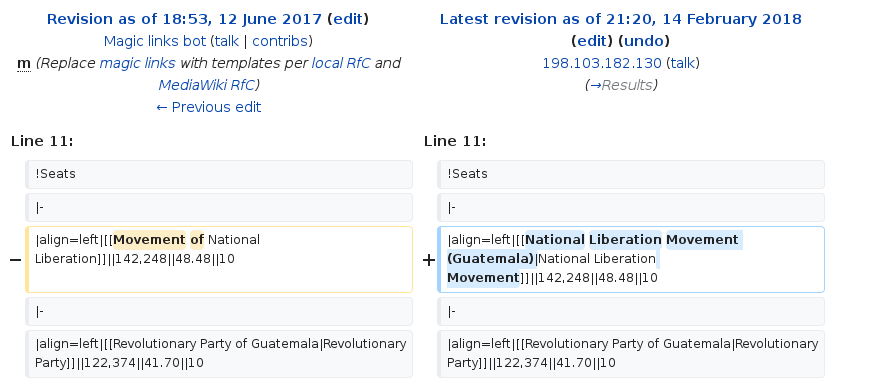 Revision as of 18:53, 12 June 2017 (edit)
Magic links bot (talk | contribs)
m (Replace magic links with templates per local RfC and
MediaWiki RfC)
← Previous edit
Latest revision as of 21:20, 14 February 2018
(edit) (undo)
198.103.182.130 (talk)
(→Results)
Line 11:
Line 11:
!Seats
!Seats
|-
|-
− |align=left|[[Movement of National
Liberation]]||142,248||48.48||10
+ |align=left|[[National Liberation Movement
(Guatemala)|National Liberation
Movement]]||142,248||48.48||10
|-
|-
|align=left|[[Revolutionary Party of Guatemala|Revolutionary
Party]]||122,374||41.70||10
|align=left|[[Revolutionary Party of Guatemala|Revolutionary
Party]]||122,374||41.70||10